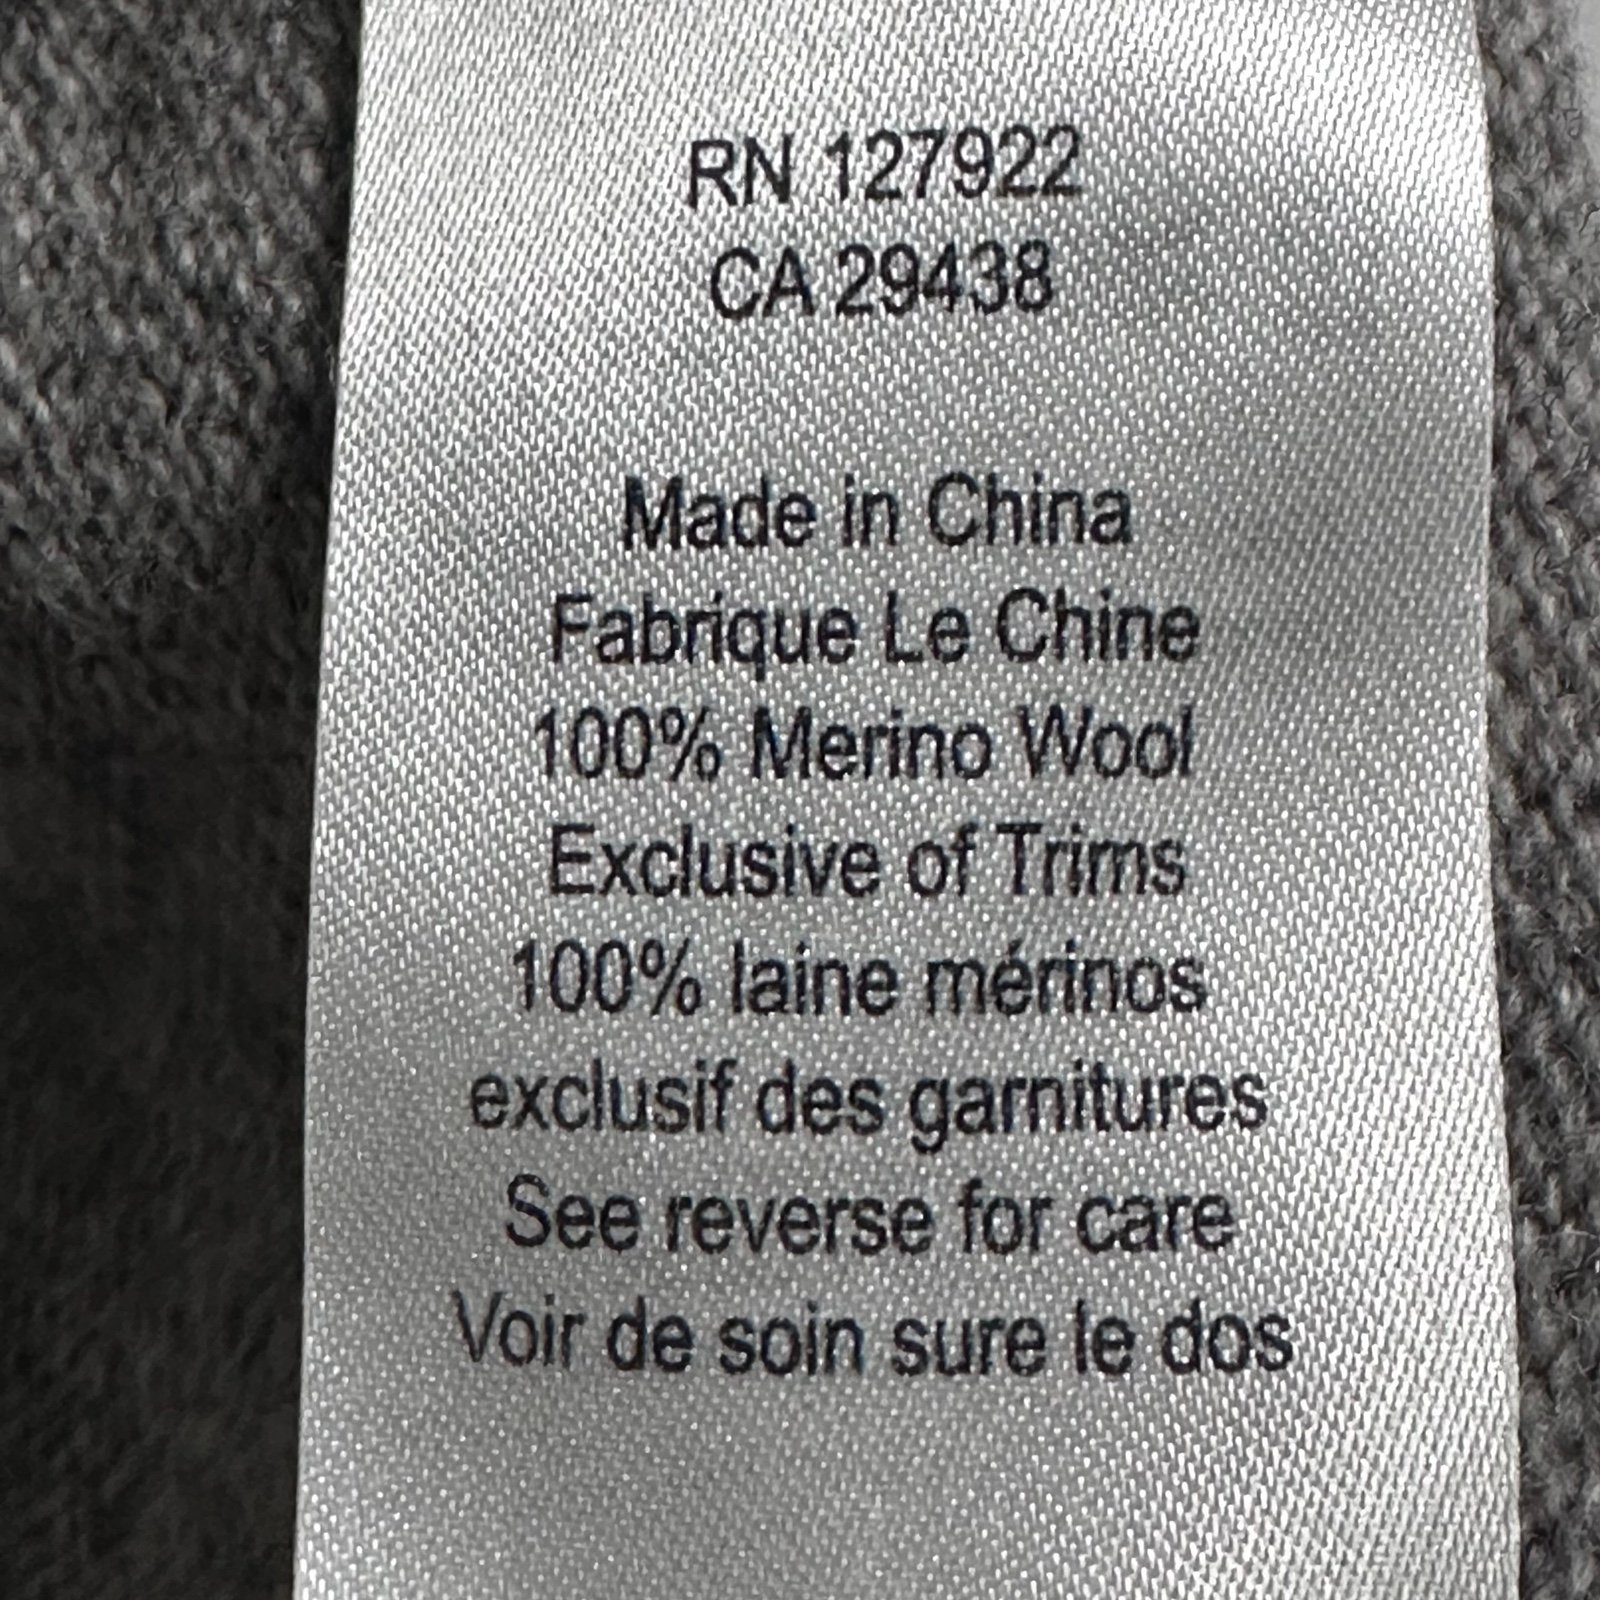 RN 127922
CA 29438
Made in China
Fabrique Le Chine
100% Merino Wool
Exclusive of Trims
100% laine mérinos
exclusif des garnitures
See reverse for care
Voir de soin sure le dos